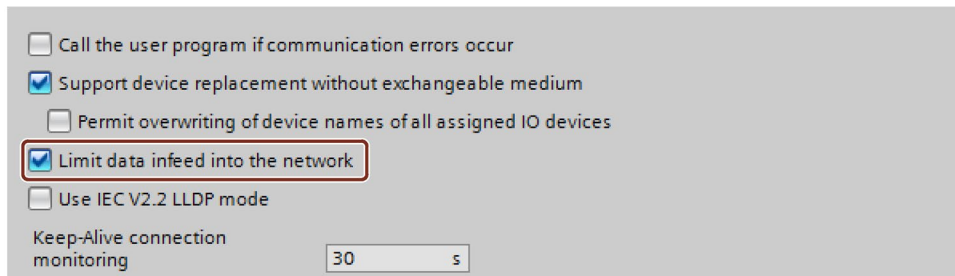 Call the user program if communication errors occur
Support device replacement without exchangeable medium
Permit overwriting of device names of all assigned IO devices
Limit data infeed into the network
Use IEC V2.2 LLDP mode
Keep-Alive connection
monitoring 30 s